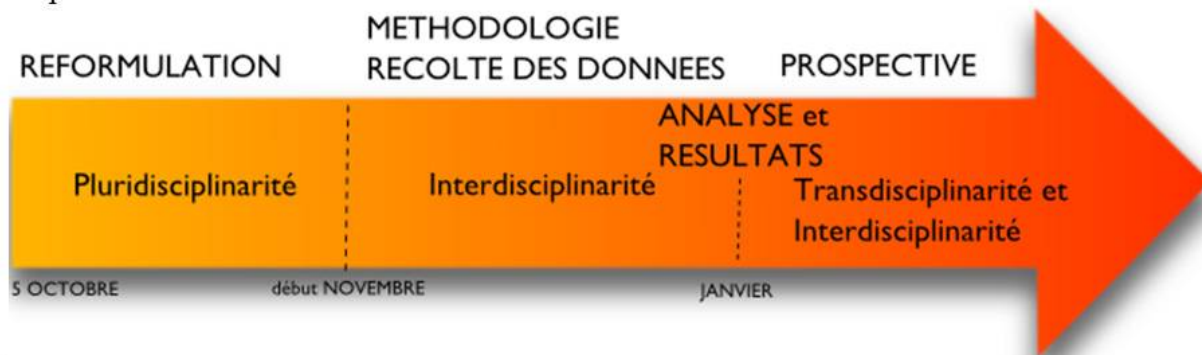 REFORMULATION
METHODOLOGIE
RECOLTE DES DONNEES
PROSPECTIVE
ANALYSE et
RESULTATS
Pluridisciplinarité
Interdisciplinarité
Transdisciplinarité et
Interdisciplinarité
5 OCTOBRE
début NOVEMBRE
JANVIER